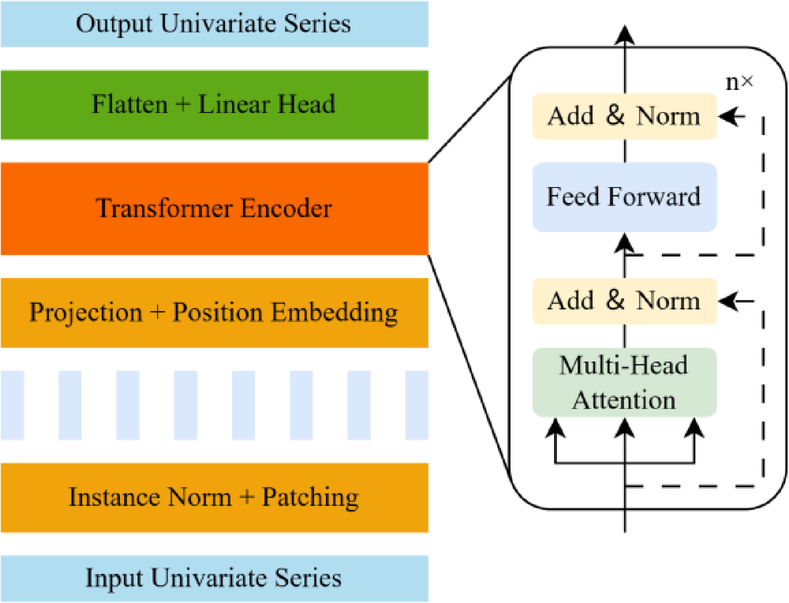 Output Univariate Series
Flatten + Linear Head
Transformer Encoder
Projection + Position Embedding
Instance Norm + Patching
Input Univariate Series
n×
Add & Norm
Feed Forward
Add & Norm
Multi-Head
Attention